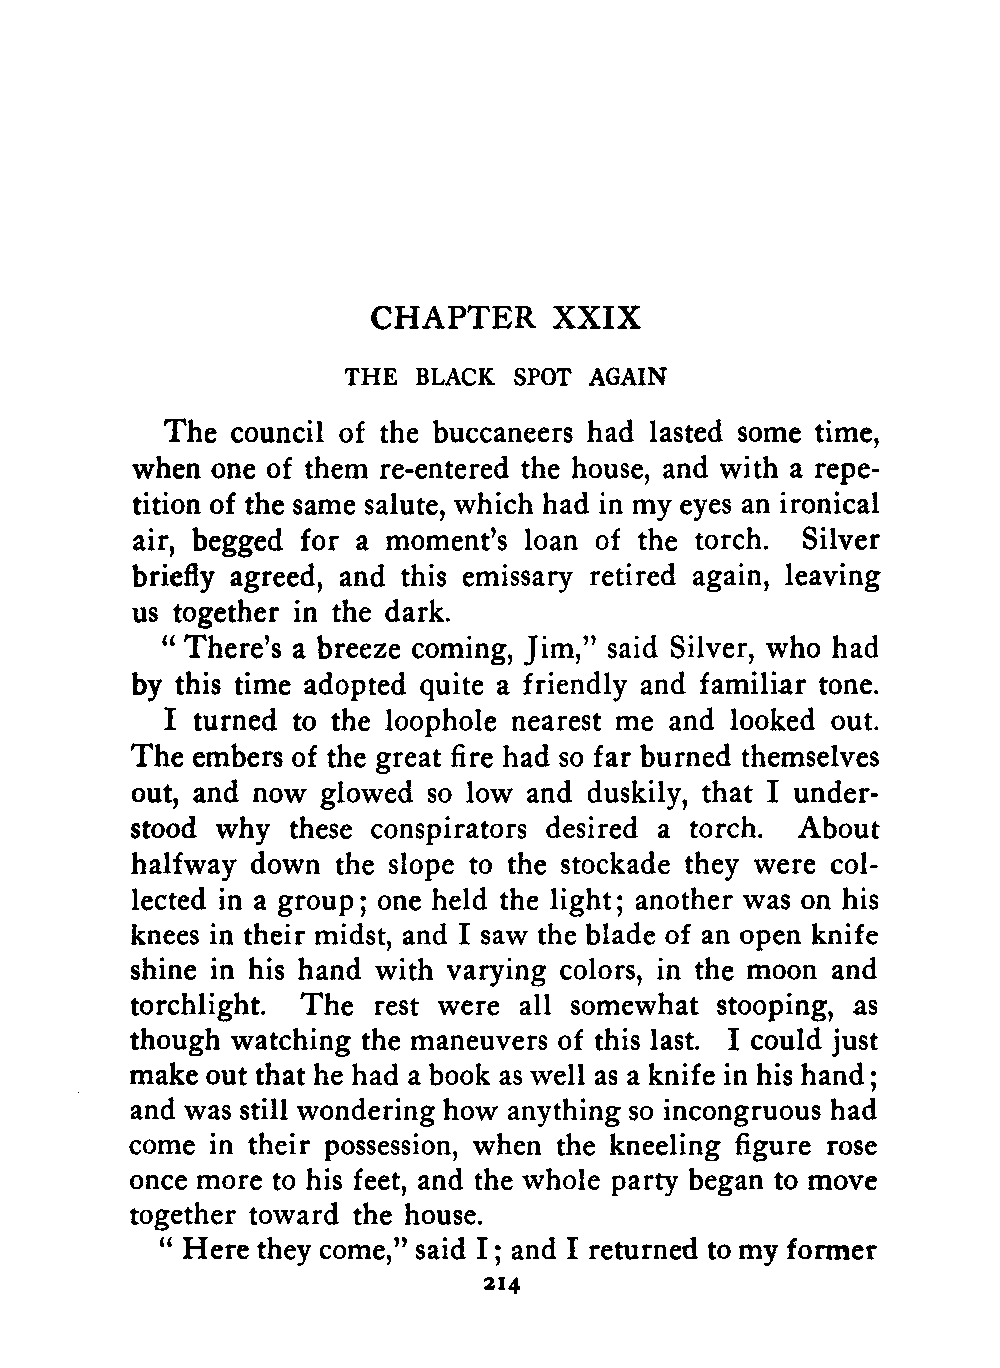 CHAPTER XXIX
THE BLACK SPOT AGAIN
The council of the buccaneers had lasted some time,
when one of them re-entered the house, and with a repe-
tition of the same salute, which had in my eyes an ironical
air, begged for a moment's loan of the torch. Silver
briefly agreed, and this emissary retired again, leaving
us together in the dark.
“There's a breeze coming, Jim,” said Silver, who had
by this time adopted quite a friendly and familiar tone.
I turned to the loophole nearest me and looked out.
The embers of the great fire had so far burned themselves
out, and now glowed so low and duskily, that I under-
stood why these conspirators desired a torch. About
halfway down the slope to the stockade they were col-
lected in a group; one held the light; another was on his
knees in their midst, and I saw the blade of an open knife
shine in his hand with varying colors, in the moon and
torchlight. The rest were all somewhat stooping, as
though watching the maneuvers of this last. I could just
make out that he had a book as well as a knife in his hand;
and was still wondering how anything so incongruous had
come in their possession, when the kneeling figure rose
once more to his feet, and the whole party began to move
together toward the house.
“Here they come,” said I; and I returned to my former
214